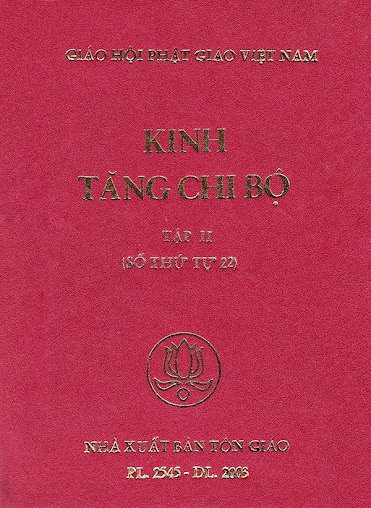 GIÁO HỘI PHẬT GIÁO VIỆT NAM
KINH
TĂNG CHI BỘ
TẬP II
(SỐ THỨ TỰ 22)
NHÀ XUẤT BẢN TÔN GIÁO
PL. 2545 - DL. 2003